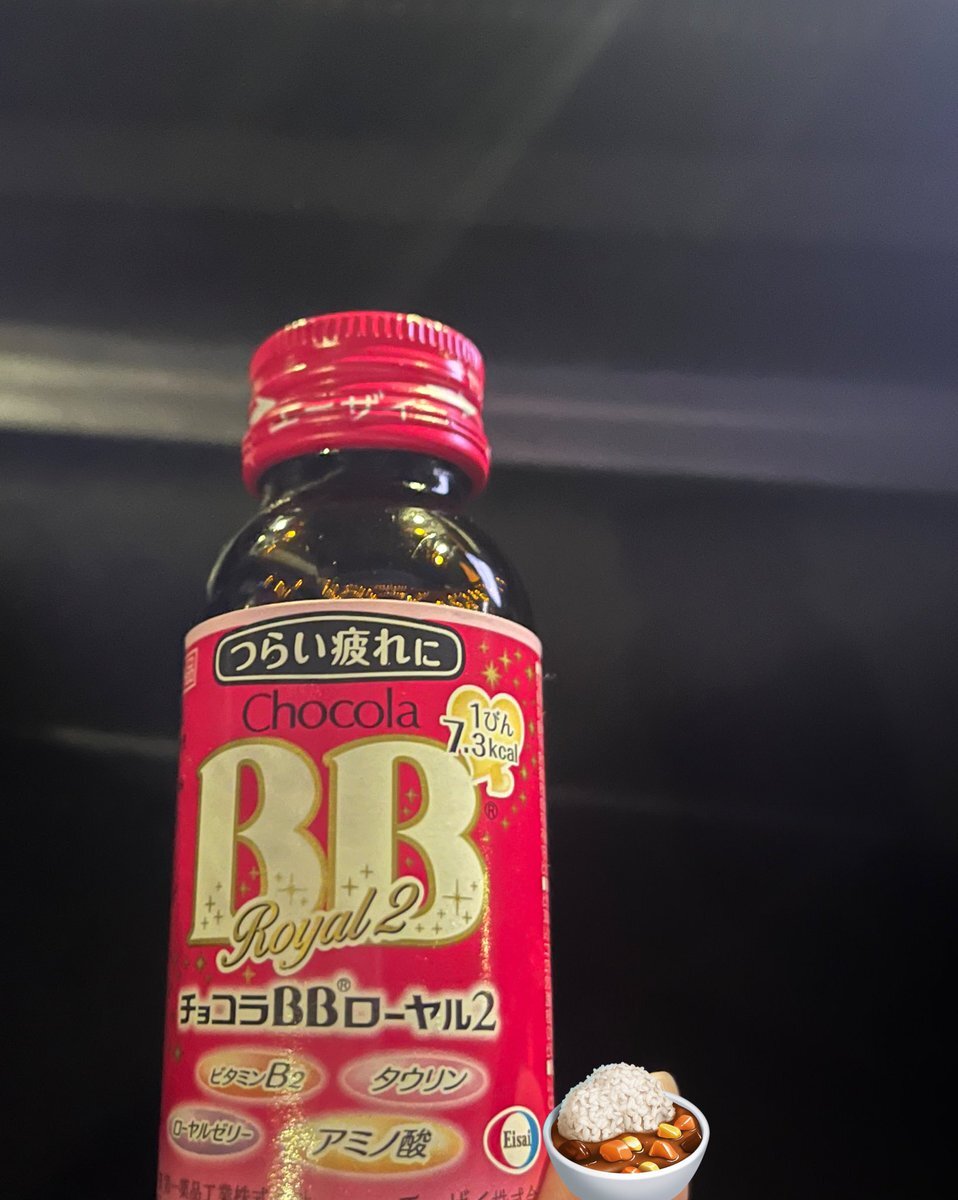 エーザイ
つらい疲れに
Chocola
1びん
7.3kcal
BB®
Royal 2
チョコラBB®ローヤル2
ビタミンB2
タウリン
ローヤルゼリー
アミノ酸
Eisai